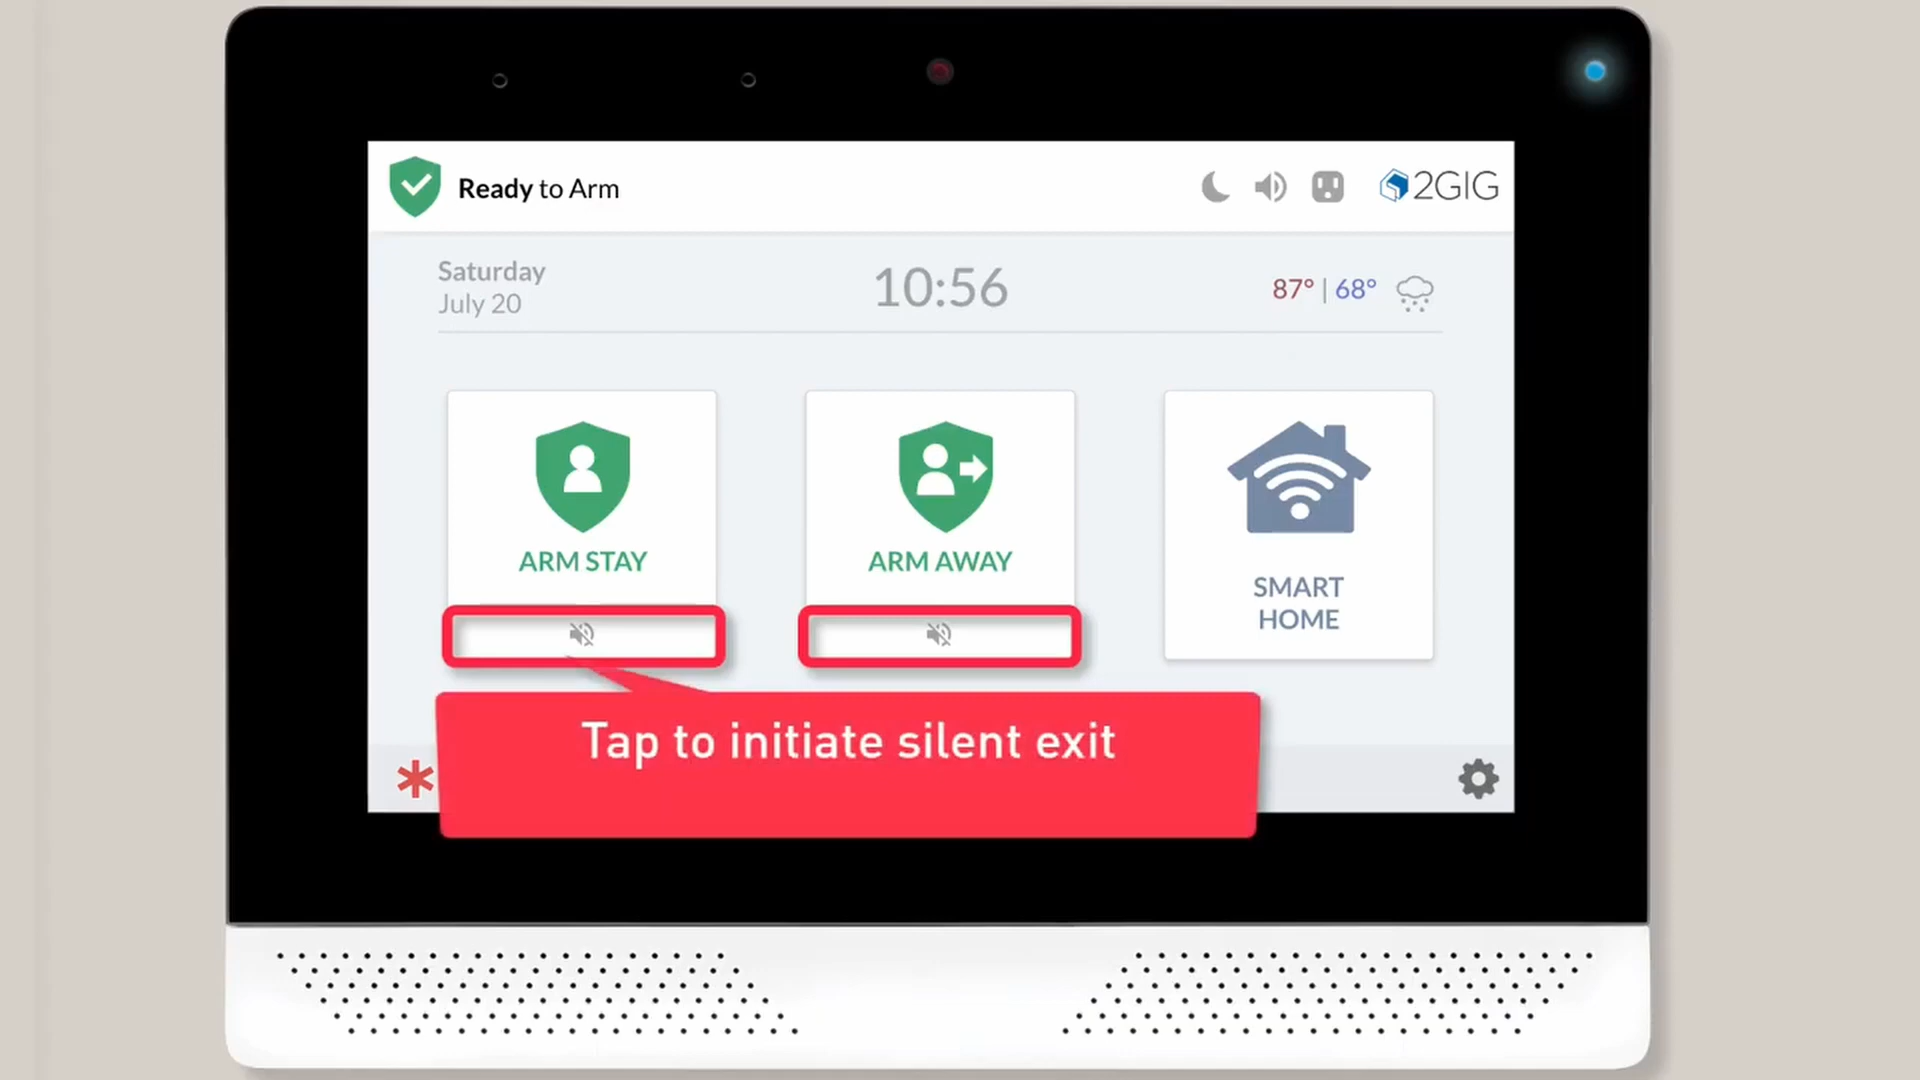 Ready to Arm
2GIG
Saturday
July 20
10:56
87° | 68°
ARM STAY
ARM AWAY
SMART
HOME
Tap to initiate silent exit